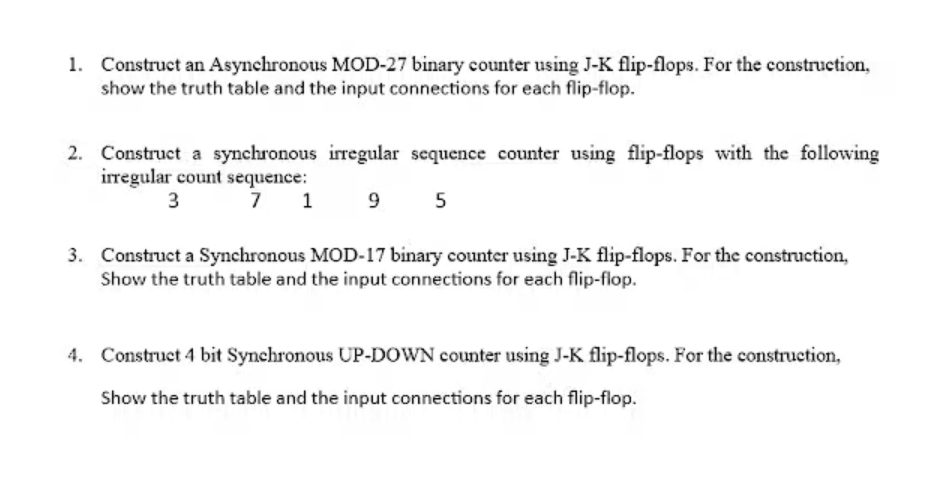 1. Construct an Asynchronous MOD-27 binary counter using J-K flip-flops. For the construction,
show the truth table and the input connections for each flip-flop.
2. Construct a synchronous irregular sequence counter using flip-flops with the following
irregular count sequence:
3 7 1 9 5
3. Construct a Synchronous MOD-17 binary counter using J-K flip-flops. For the construction,
Show the truth table and the input connections for each flip-flop.
4. Construct 4 bit Synchronous UP-DOWN counter using J-K flip-flops. For the construction,
Show the truth table and the input connections for each flip-flop.